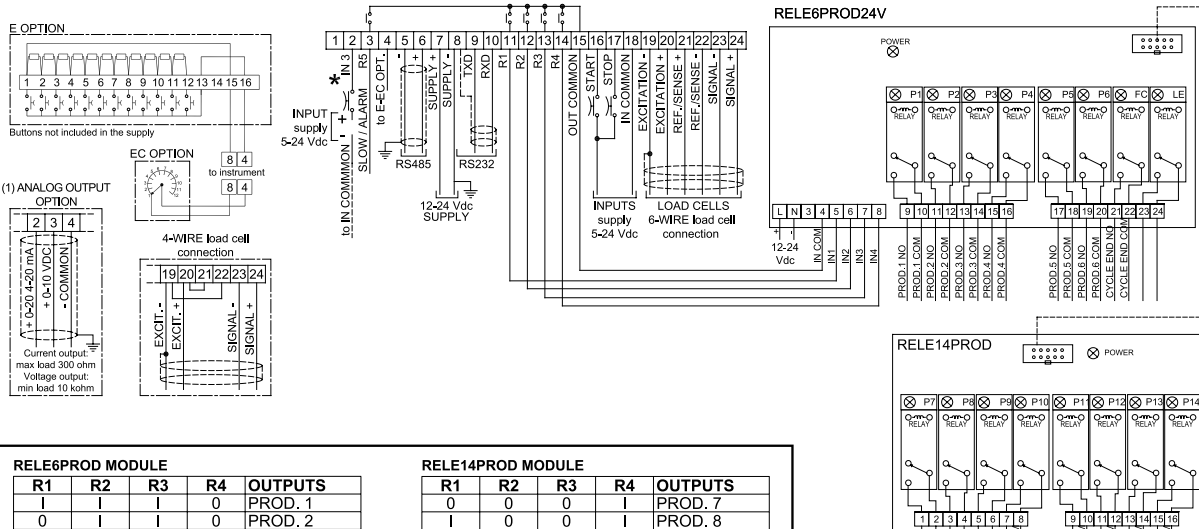 E OPTION
1 2 3 4 5 6 7 8 9 10 11 12 13 14 15 16
Buttons not included in the supply
EC OPTION
8 4
to instrument
8 4
(1) ANALOG OUTPUT
OPTION
2 3 4
+ 0-20 4-20 mA
+ 0-10 VDC
- COMMON
Current output:
max load 300 ohm
Voltage output:
min load 10 kohm
4-WIRE load cell
connection
19 20 21 22 23 24
EXCIT. -
EXCIT. +
SIGNAL -
SIGNAL +
1 2 3 4 5 6 7 8 9 10 11 12 13 14 15 16 17 18 19 20 21 22 23 24
*
IN 3
R5
SLOW / ALARM
to E-EC OPT.
-
+
SUPPLY +
SUPPLY -
TXD
RXD
R1
R2
R3
R4
OUT COMMON
START
STOP
IN COMMON
EXCITATION -
EXCITATION +
REF./SENSE +
REF./SENSE -
SIGNAL -
SIGNAL +
INPUT
supply
5-24 Vdc
+
-
to IN COMMMON
RS485
RS232
12-24 Vdc
SUPPLY
INPUTS
supply
5-24 Vdc
LOAD CELLS
6-WIRE load cell
connection
RELE6PROD24V
POWER
P1 P2 P3 P4 P5 P6 FC LE
RELAY RELAY RELAY RELAY RELAY RELAY RELAY RELAY
L N 3 4 5 6 7 8
9 10 11 12 13 14 15 16
17 18 19 20 21 22 23 24
+ -
12-24
Vdc
IN COM
IN1
IN2
IN3
IN4
PROD.1 NO
PROD.1 COM
PROD.2 NO
PROD.2 COM
PROD.3 NO
PROD.3 COM
PROD.4 NO
PROD.4 COM
PROD.5 NO
PROD.5 COM
PROD.6 NO
PROD.6 COM
CYCLE END NO
CYCLE END COM
RELE14PROD
POWER
P7 P8 P9 P10 P11 P12 P13 P14
RELAY RELAY RELAY RELAY RELAY RELAY RELAY RELAY
1 2 3 4 5 6 7 8
9 10 11 12 13 14 15 16
RELE6PROD MODULE
R1 R2 R3 R4 OUTPUTS
I I I 0 PROD. 1
0 I I 0 PROD. 2
RELE14PROD MODULE
R1 R2 R3 R4 OUTPUTS
0 0 0 I PROD. 7
I 0 0 I PROD. 8